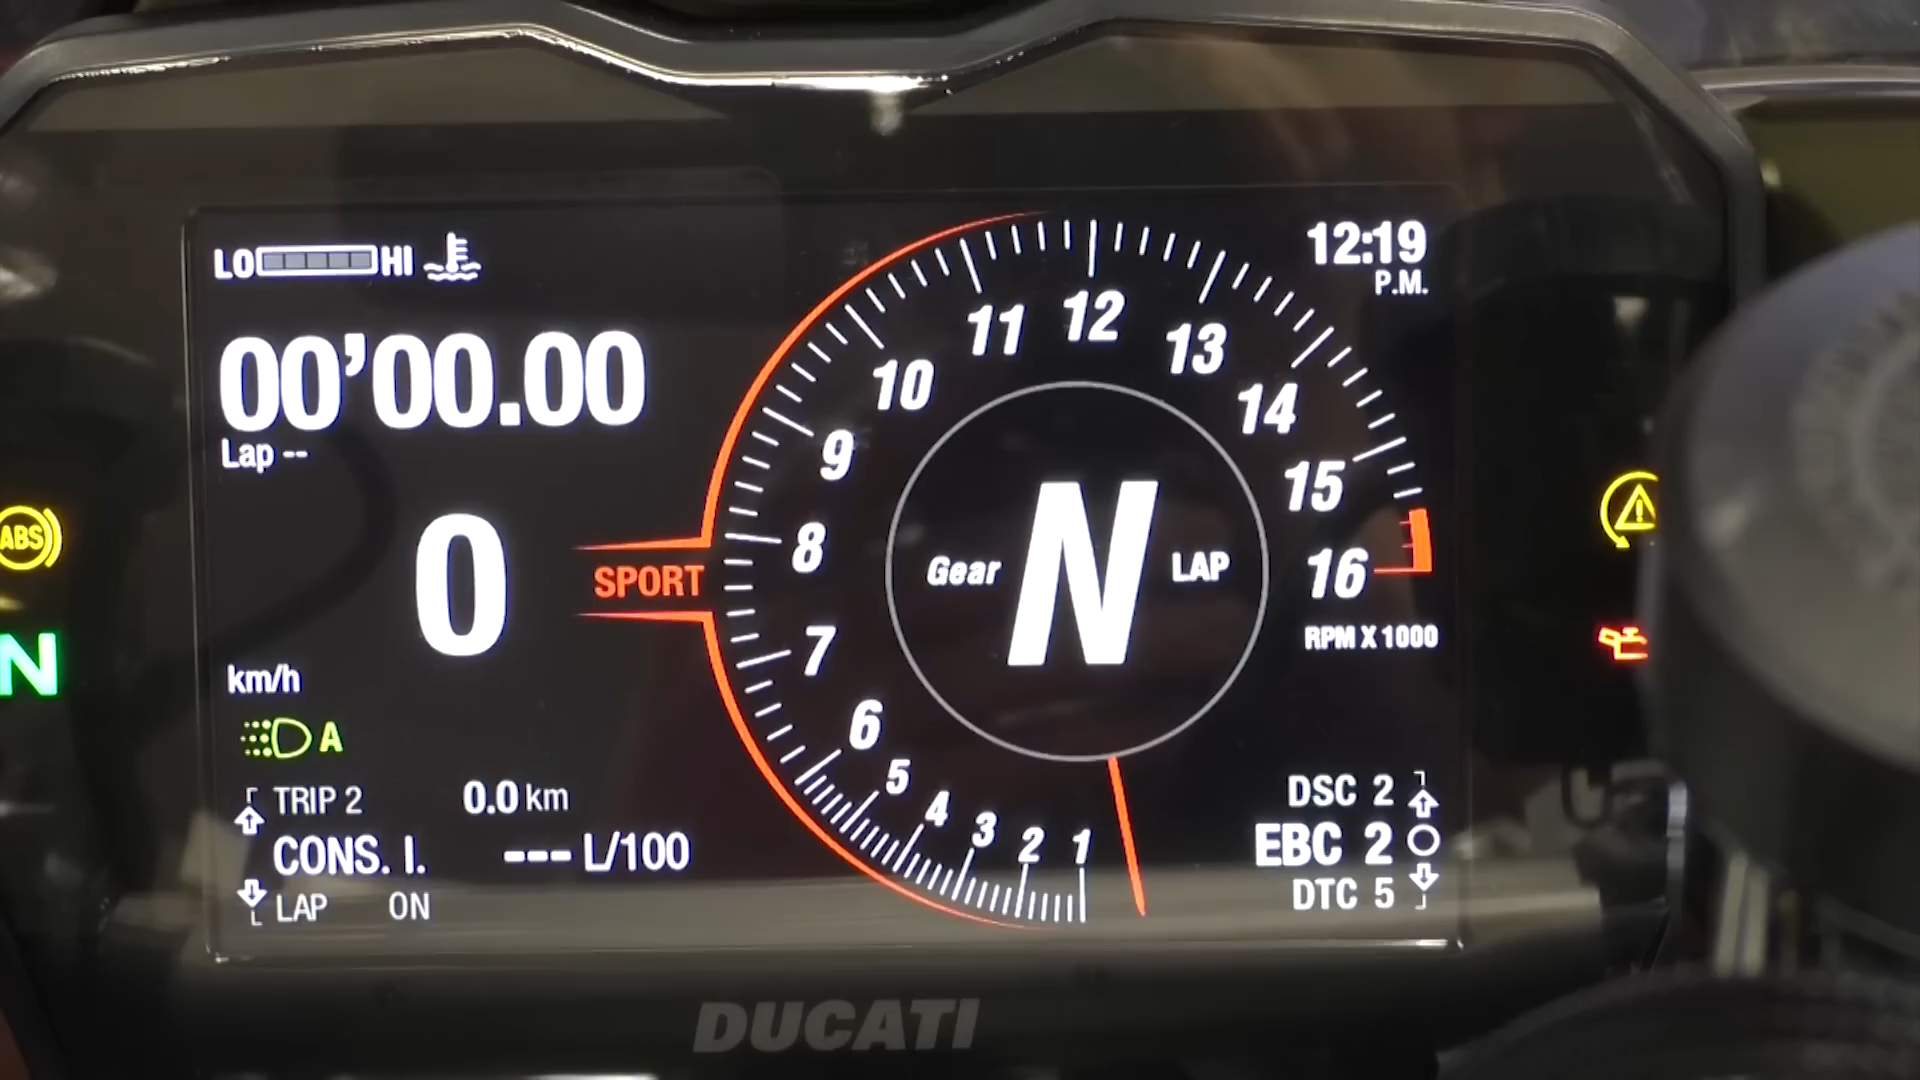 LO HI
12:19
P.M.
00’00.00
Lap --
11 12 13
10 14
9 15
8 16
7
6
5
4
3
2
1
RPM X 1000
ABS
0
SPORT
Gear N LAP
N
km/h
A
TRIP 2 0.0 km
CONS. I. --- L/100
LAP ON
DSC 2
EBC 2
DTC 5
DUCATI